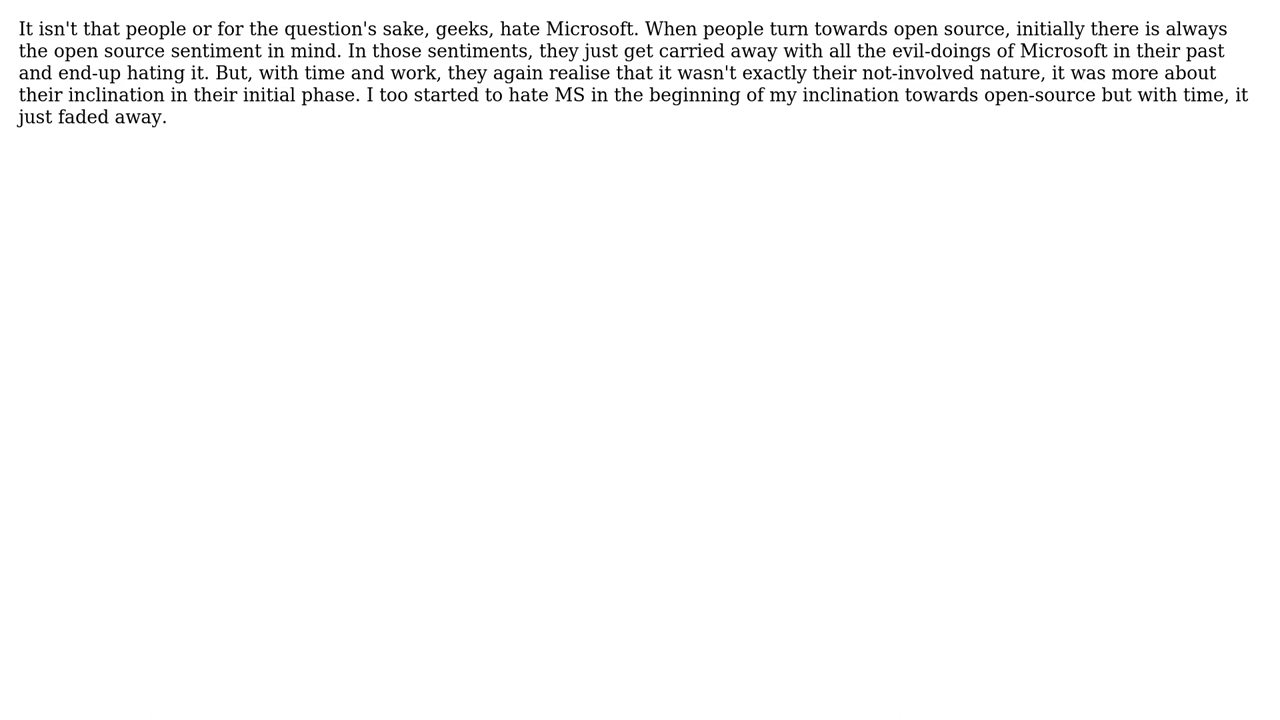 It isn't that people or for the question's sake, geeks, hate Microsoft. When people turn towards open source, initially there is always
the open source sentiment in mind. In those sentiments, they just get carried away with all the evil-doings of Microsoft in their past
and end-up hating it. But, with time and work, they again realise that it wasn't exactly their not-involved nature, it was more about
their inclination in their initial phase. I too started to hate MS in the beginning of my inclination towards open-source but with time, it
just faded away.